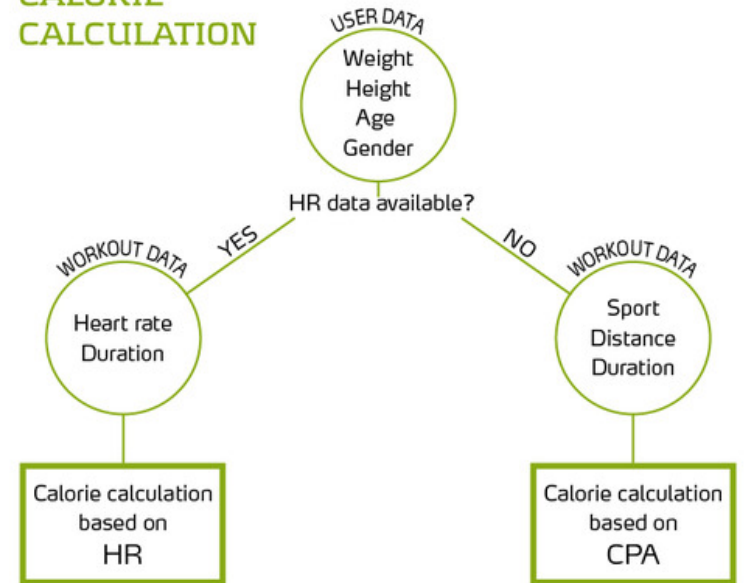 CALORIE
CALCULATION
USER DATA
Weight
Height
Age
Gender
HR data available?
YES
NO
WORKOUT DATA
Heart rate
Duration
WORKOUT DATA
Sport
Distance
Duration
Calorie calculation
based on
HR
Calorie calculation
based on
CPA